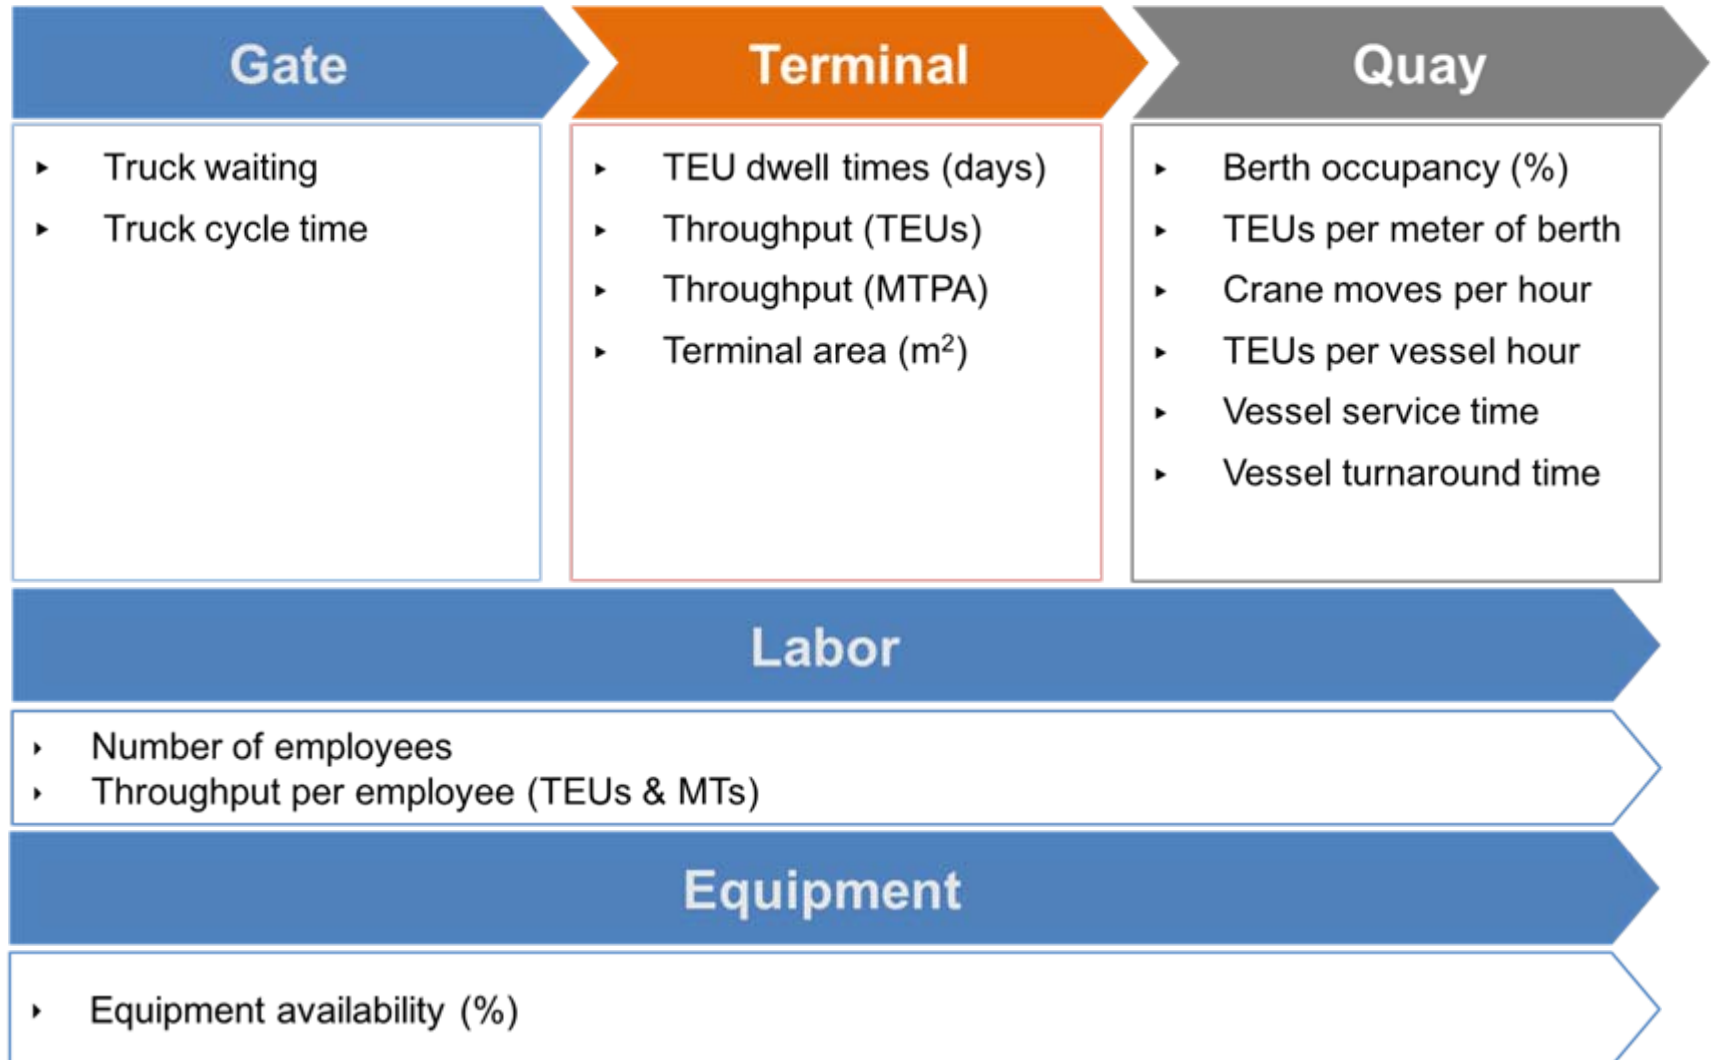 Gate
Terminal
Quay
Truck waiting
Truck cycle time
TEU dwell times (days)
Throughput (TEUs)
Throughput (MTPA)
Terminal area (m²)
Berth occupancy (%)
TEUs per meter of berth
Crane moves per hour
TEUs per vessel hour
Vessel service time
Vessel turnaround time
Labor
Number of employees
Throughput per employee (TEUs & MTs)
Equipment
Equipment availability (%)